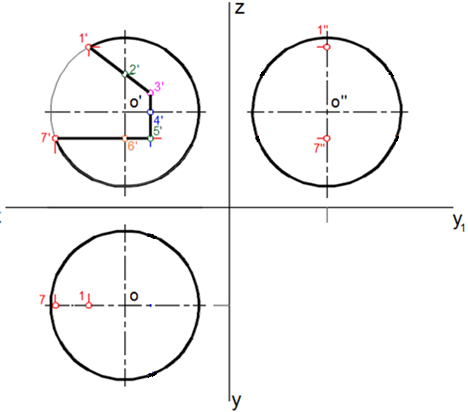 z
1'
1"
2'
3'
o'
o"
4'
7'
5'
6'
7"
y₁
7
1
o
y